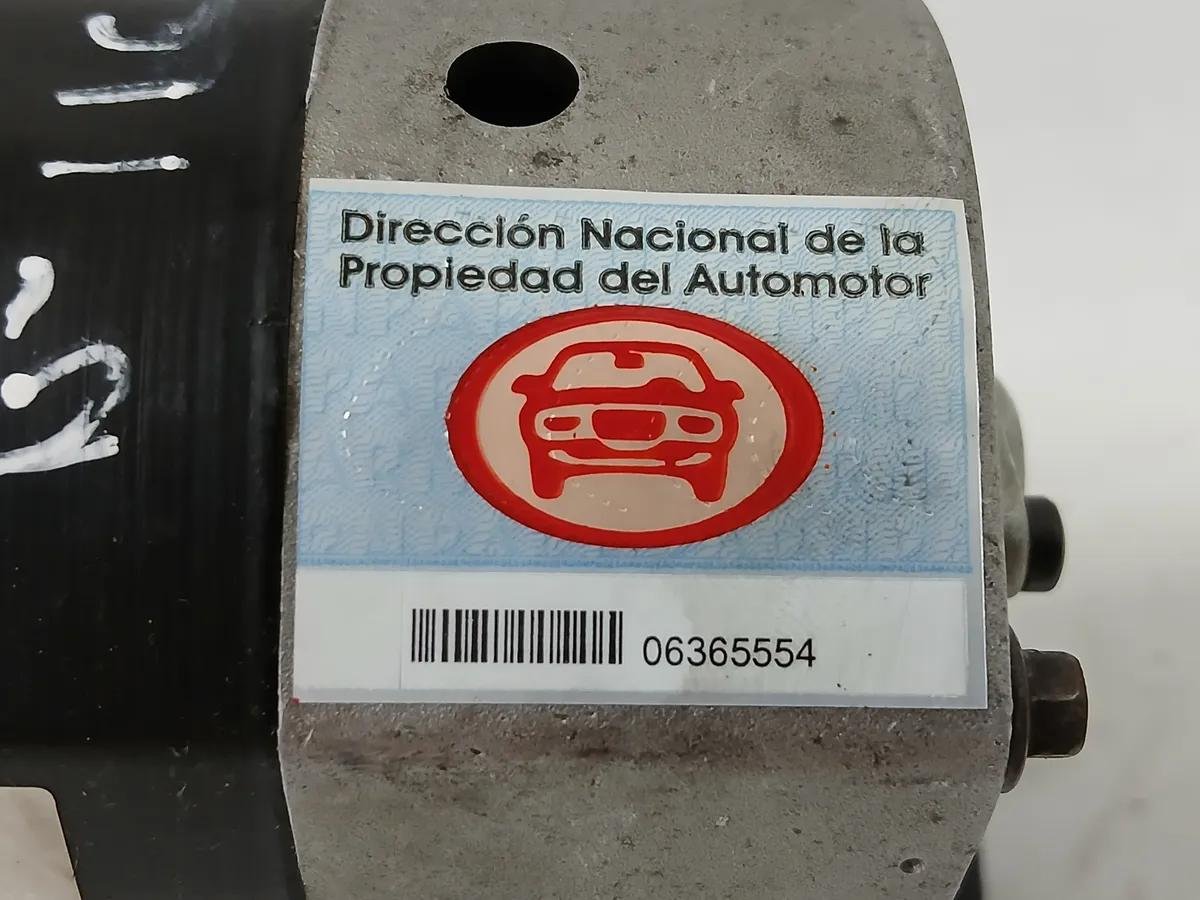 Dirección Nacional de la
Propiedad del Automotor
06365554